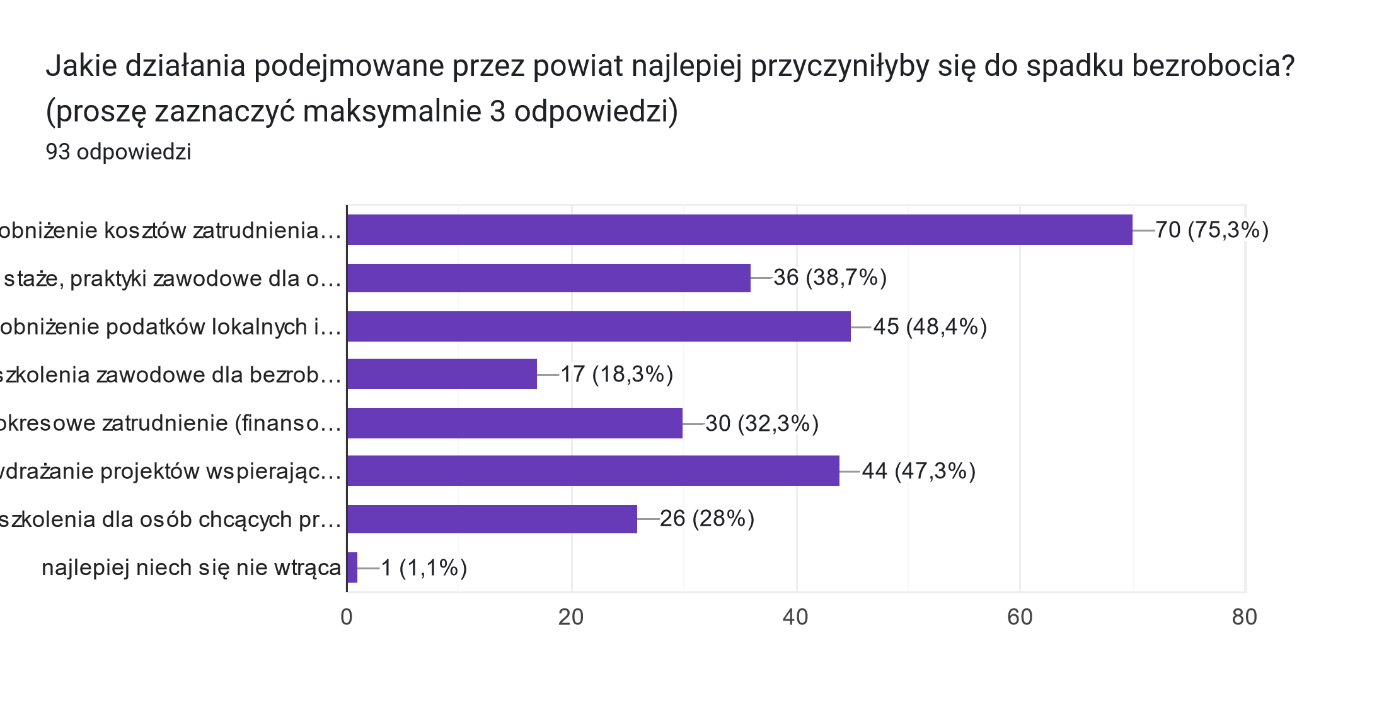 Jakie działania podejmowane przez powiat najlepiej przyczyniłyby się do spadku bezrobocia?
(proszę zaznaczyć maksymalnie 3 odpowiedzi)
93 odpowiedzi
obniżenie kosztów zatrudnienia… 70 (75,3%)
staże, praktyki zawodowe dla o… 36 (38,7%)
obniżenie podatków lokalnych i… 45 (48,4%)
szkolenia zawodowe dla bezrob… 17 (18,3%)
okresowe zatrudnienie (finanso… 30 (32,3%)
wdrażanie projektów wspierając… 44 (47,3%)
szkolenia dla osób chcących pr… 26 (28%)
najlepiej niech się nie wtrąca 1 (1,1%)
0 20 40 60 80